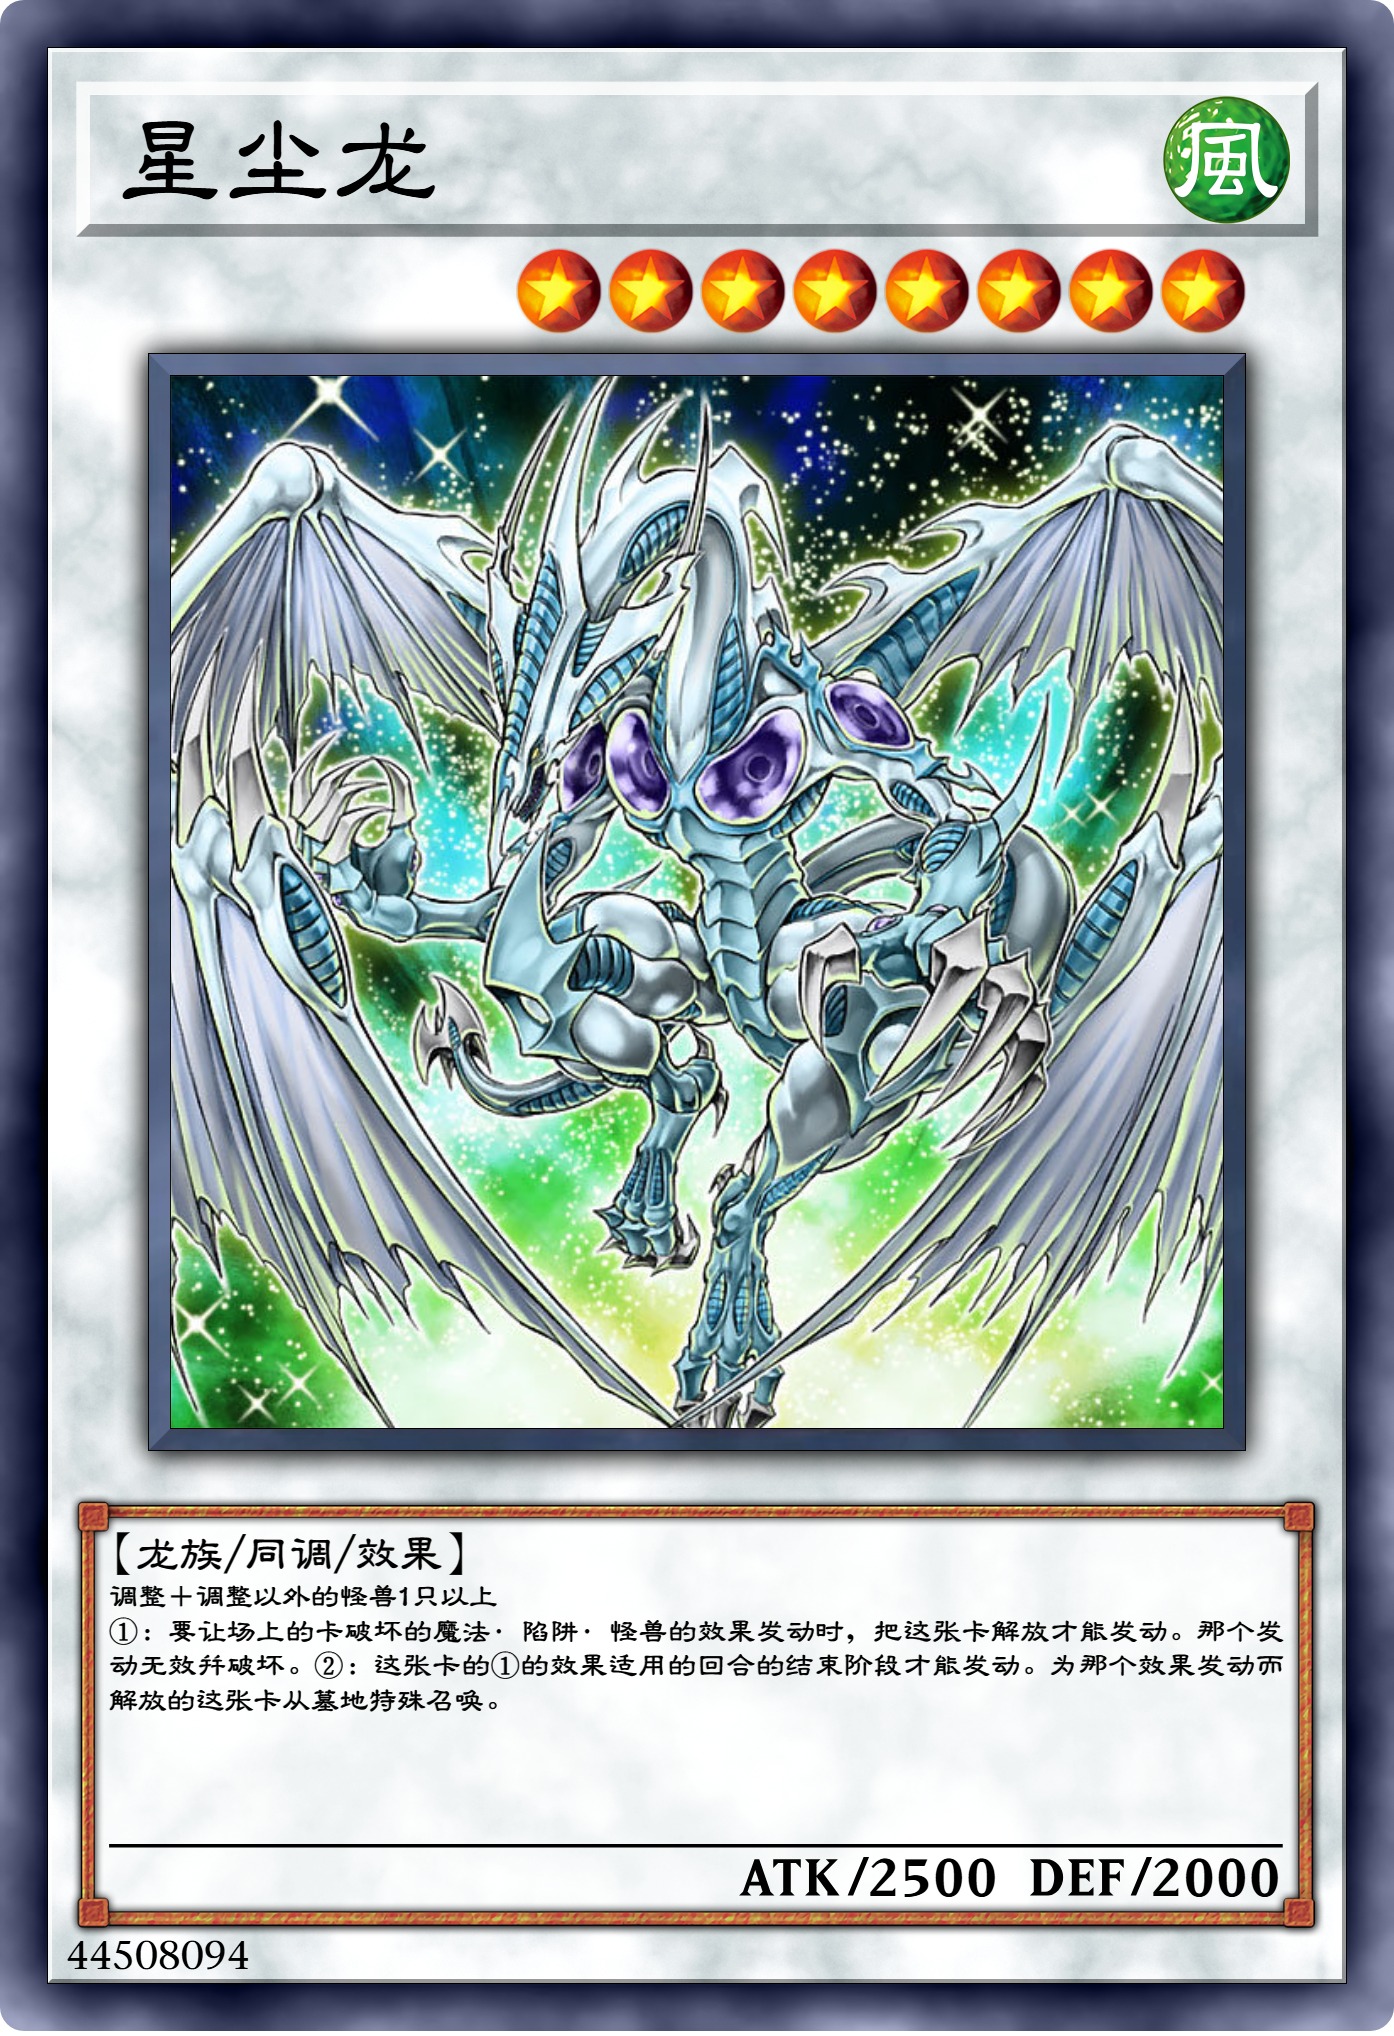 星尘龙
風
【龙族/同调/效果】
调整＋调整以外的怪兽1只以上
①：要让场上的卡破坏的魔法·陷阱·怪兽的效果发动时，把这张卡解放才能发动。那个发
动无效并破坏。②：这张卡的①的效果适用的回合的结束阶段才能发动。为那个效果发动而
解放的这张卡从墓地特殊召唤。
ATK/2500 DEF/2000
44508094